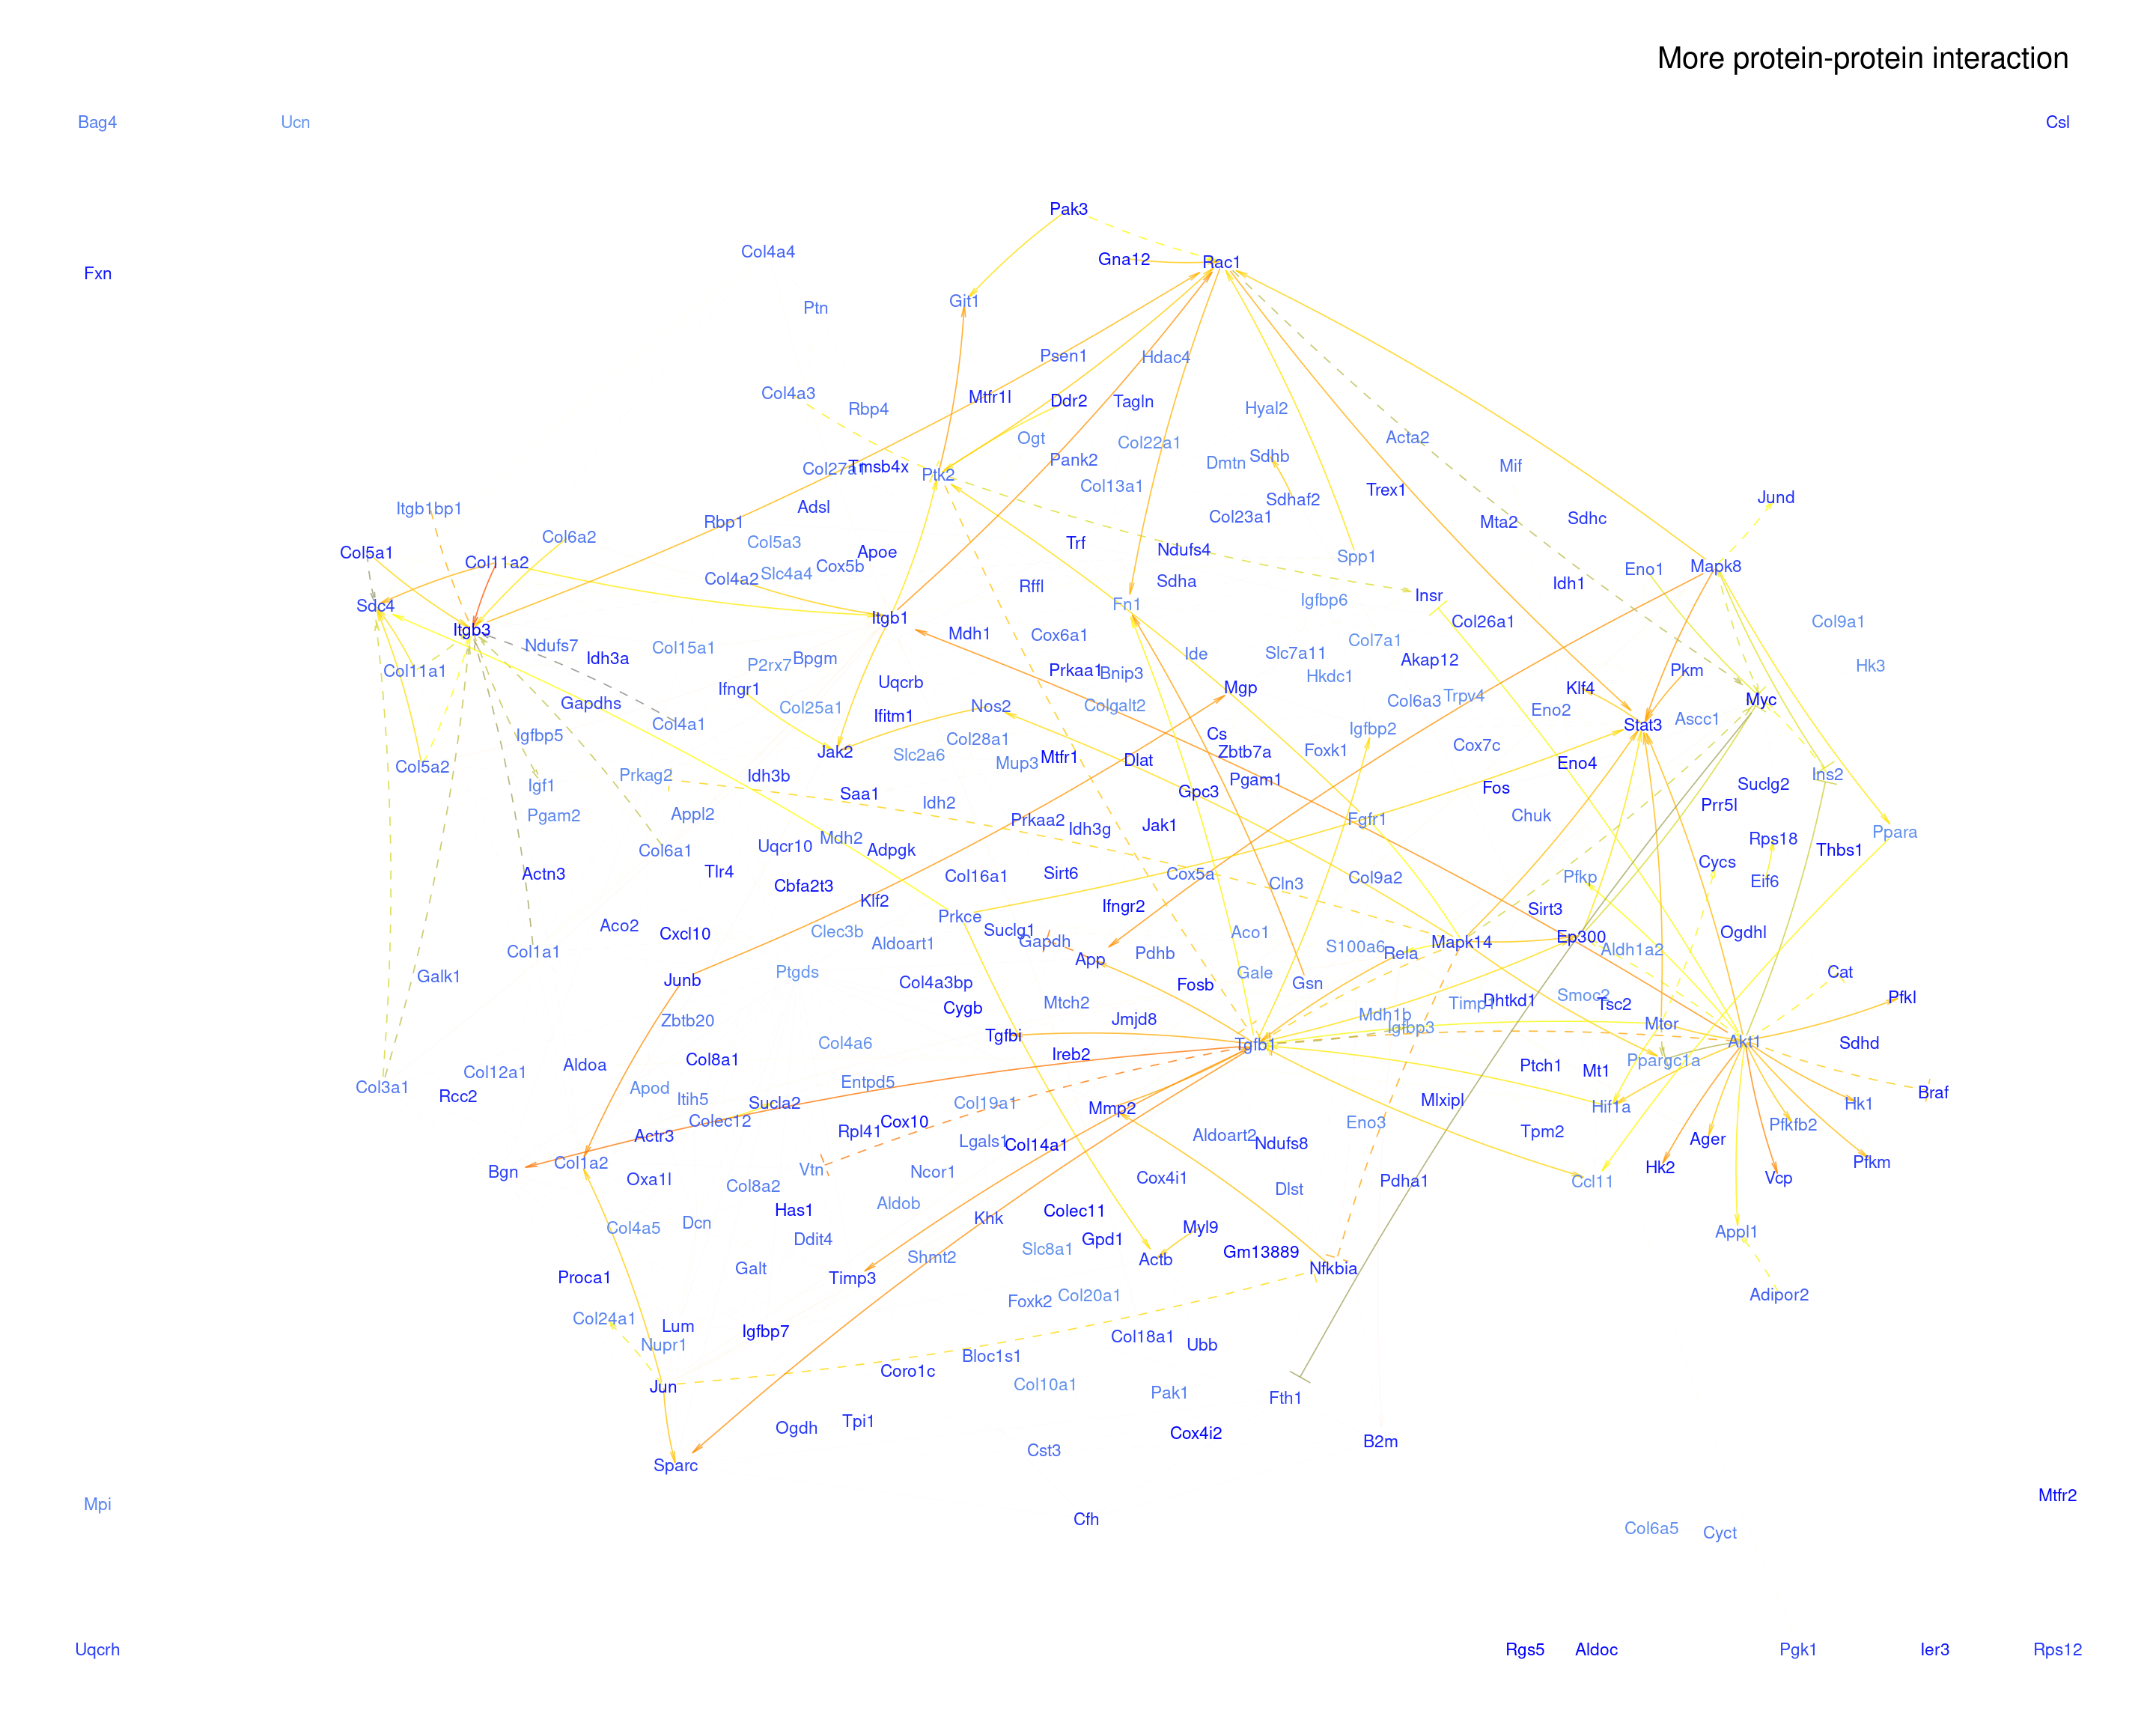 More protein-protein interaction
Bag4
Ucn
Csl
Pak3
Col4a4
Gna12
Rac1
Fxn
Git1
Ptn
Psen1
Hdac4
Col4a3
Mtfr1l
Ddr2
Tagln
Rbp4
Hyal2
Ogt
Col22a1
Acta2
Col27a1
Tmsb4x
Ptk2
Pank2
Dmtn
Sdhb
Mif
Col13a1
Trex1
Sdhaf2
Jund
Itgb1bp1
Adsl
Rbp1
Col23a1
Mta2
Sdhc
Col6a2
Col5a3
Trf
Col5a1
Apoe
Ndufs4
Spp1
Col11a2
Cox5b
Mapk8
Eno1
Col4a2
Slc4a4
Sdha
Rffl
Idh1
Sdc4
Fn1
Igfbp6
Insr
Itgb1
Col26a1
Col9a1
Itgb3
Mdh1
Cox6a1
Col7a1
Ndufs7
Idh3a
Col15a1
P2rx7
Bpgm
Ide
Slc7a11
Akap12
Hk3
Col11a1
Prkaa1
Bnip3
Hkdc1
Pkm
Ifngr1
Uqcrb
Mgp
Klf4
Gapdhs
Col25a1
Nos2
Colgalt2
Col6a3
Trpv4
Myc
Col4a1
Ifitm1
Eno2
Ascc1
Stat3
Igfbp5
Col28a1
Cs
Igfbp2
Jak2
Slc2a6
Mup3
Mtfr1
Dlat
Zbtb7a
Foxk1
Cox7c
Col5a2
Prkag2
Idh3b
Eno4
Ins2
Igf1
Saa1
Idh2
Gpc3
Pgam1
Fos
Suclg2
Pgam2
Appl2
Prkaa2
Idh3g
Jak1
Fgfr1
Chuk
Prr5l
Ppara
Col6a1
Uqcr10
Mdh2
Adpgk
Rps18
Thbs1
Actn3
Tlr4
Cbfa2t3
Col16a1
Sirt6
Cox5a
Cln3
Col9a2
Pfkp
Cycs
Eif6
Klf2
Prkce
Ifngr2
Sirt3
Aco2
Cxcl10
Clec3b
Aldoart1
Suclg1
Gapdh
Aco1
S100a6
Rela
Mapk14
Ep300
Aldh1a2
Ogdhl
Col1a1
App
Pdhb
Galk1
Junb
Ptgds
Col4a3bp
Fosb
Gale
Gsn
Cat
Cygb
Mtch2
Timp1
Dhtkd1
Smoc2
Tsc2
Pfkl
Zbtb20
Tgfbi
Jmjd8
Mdh1b
Igfbp3
Mtor
Col8a1
Col4a6
Ireb2
Tgfb1
Akt1
Sdhd
Aldoa
Ptch1
Mt1
Ppargc1a
Col3a1
Rcc2
Col12a1
Apod
Itih5
Entpd5
Sucla2
Col19a1
Mmp2
Mlxipl
Hif1a
Hk1
Braf
Colec12
Cox10
Eno3
Pfkfb2
Actr3
Rpl41
Lgals1
Col14a1
Aldoart2
Ndufs8
Tpm2
Ager
Bgn
Col1a2
Oxa1l
Vtn
Ncor1
Cox4i1
Pdha1
Hk2
Pfkm
Col8a2
Dlst
Ccl11
Vcp
Has1
Aldob
Colec11
Col4a5
Dcn
Khk
Myl9
Appl1
Ddit4
Gpd1
Shmt2
Slc8a1
Actb
Gm13889
Proca1
Galt
Timp3
Nfkbia
Adipor2
Foxk2
Col20a1
Col24a1
Lum
Igfbp7
Nupr1
Col18a1
Ubb
Bloc1s1
Jun
Coro1c
Col10a1
Pak1
Fth1
Ogdh
Tpi1
Cox4i2
B2m
Sparc
Cst3
Mpi
Mtfr2
Cfh
Col6a5
Cyct
Uqcrh
Rgs5
Aldoc
Pgk1
Ier3
Rps12